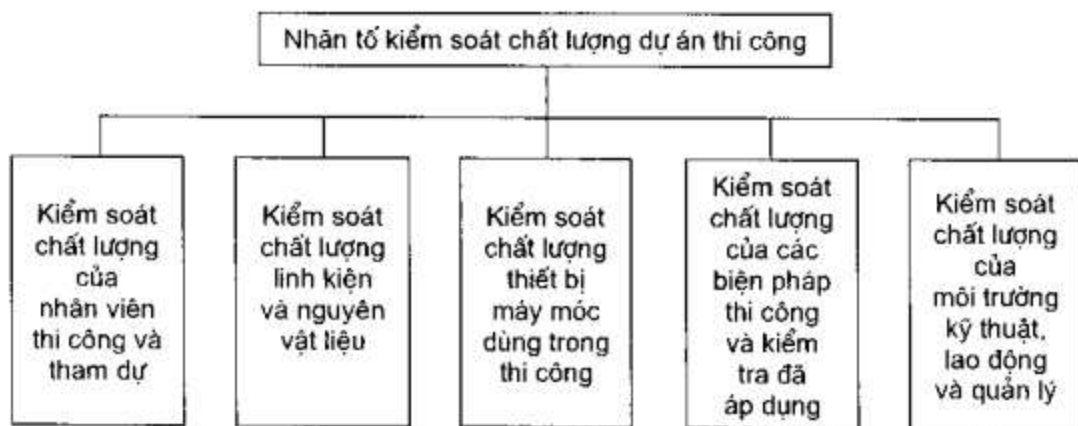 Nhân tố kiểm soát chất lượng dự án thi công
Kiểm soát
chất lượng
của
nhân viên
thi công và
tham dự
Kiểm soát
chất lượng
linh kiện
và nguyên
vật liệu
Kiểm soát
chất lượng
thiết bị
máy móc
dùng trong
thi công
Kiểm soát
chất lượng
của các
biện pháp
thi công
và kiểm
tra đã
áp dụng
Kiểm soát
chất lượng
của
môi trường
kỹ thuật,
lao động
và quản lý